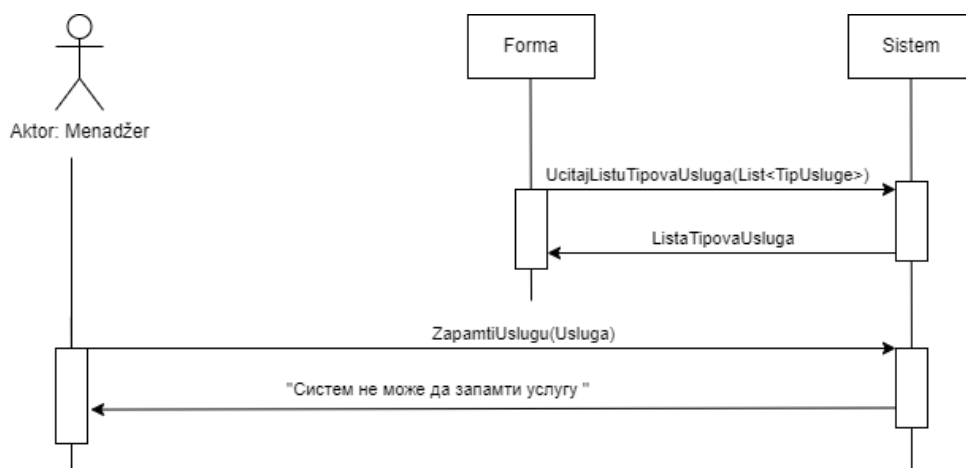 Forma
Sistem
Aktor: Menadžer
UcitajListuTipovaUsluga(List<TipUsluge>)
ListaTipovaUsluga
ZapamtiUslugu(Usluga)
"Систем не може да запамти услугу "